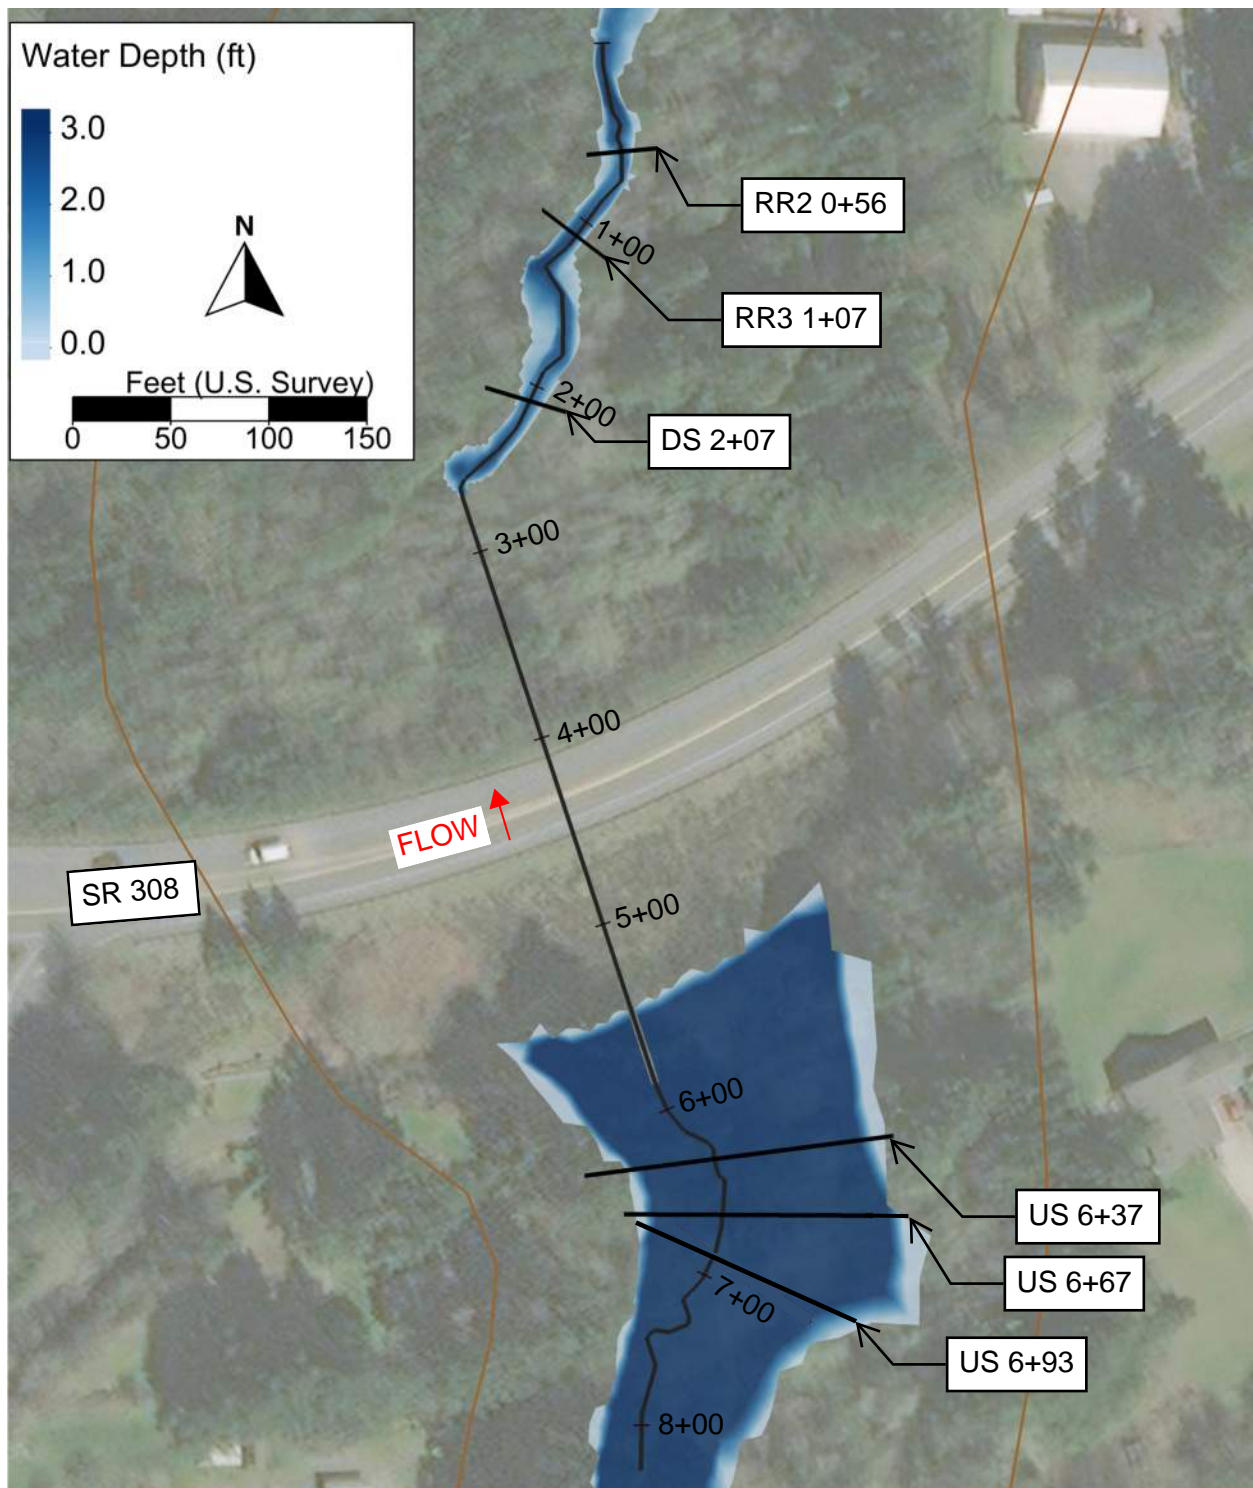 Water Depth (ft)
3.0
2.0
1.0
0.0
N
Feet (U.S. Survey)
0 50 100 150
RR2 0+56
1+00
RR3 1+07
2+00
DS 2+07
3+00
4+00
FLOW
SR 308
5+00
6+00
US 6+37
US 6+67
7+00
US 6+93
8+00